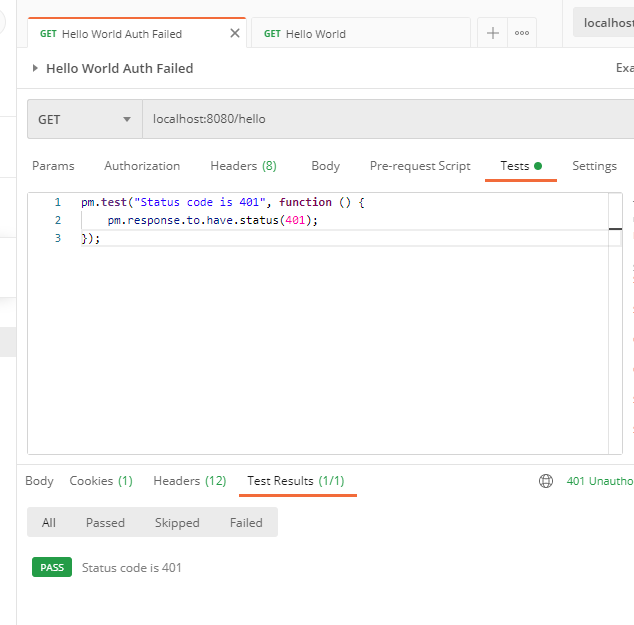 GET Hello World Auth Failed
GET Hello World
localhost
Hello World Auth Failed
Exa
GET
localhost:8080/hello
Params Authorization Headers (8) Body Pre-request Script Tests Settings
1 pm.test("Status code is 401", function () {
2 pm.response.to.have.status(401);
3 });
Body Cookies (1) Headers (12) Test Results (1/1) 401 Unautho
All Passed Skipped Failed
PASS Status code is 401